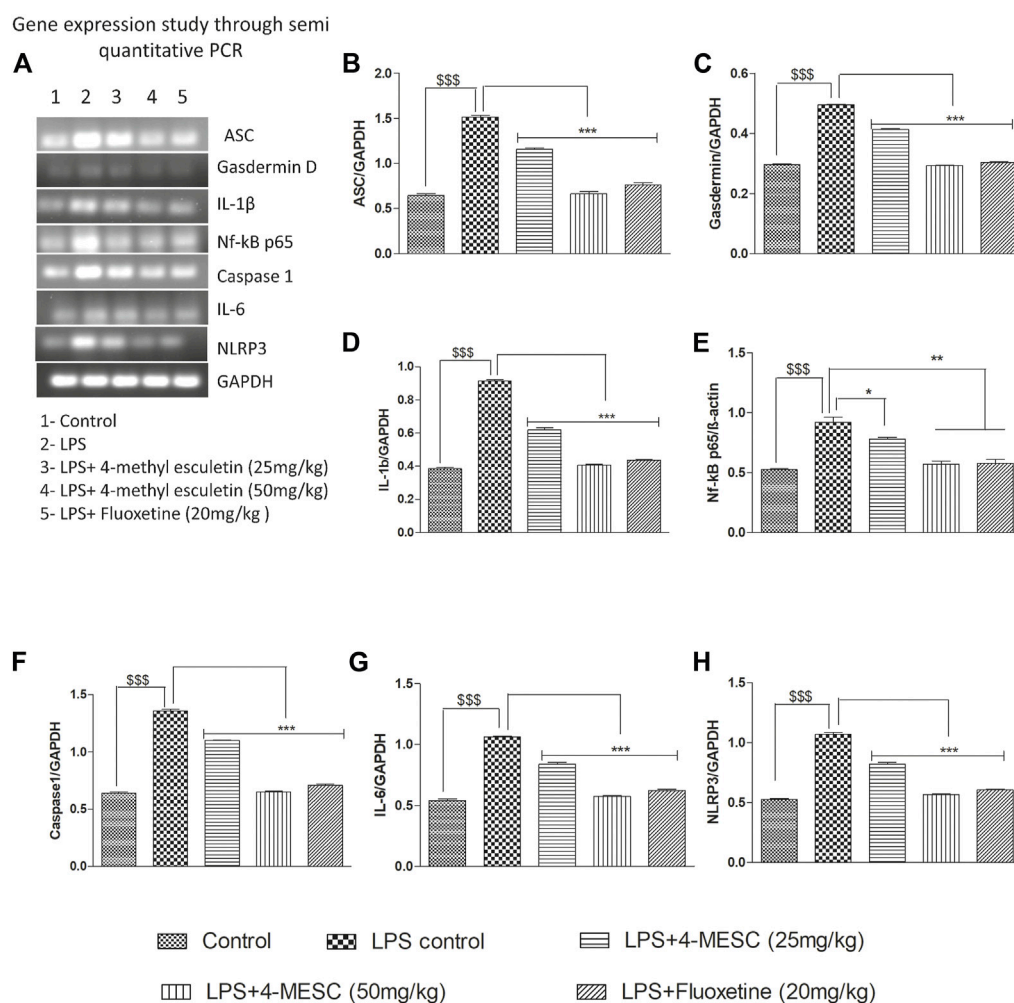 Gene expression study through semi
quantitative PCR
A
1 2 3 4 5
ASC
Gasdermin D
IL-1β
Nf-kB p65
Caspase 1
IL-6
NLRP3
GAPDH
1- Control
2- LPS
3- LPS+ 4-methyl esculetin (25mg/kg)
4- LPS+ 4-methyl esculetin (50mg/kg)
5- LPS+ Fluoxetine (20mg/kg )
B
ASC/GAPDH
2.0
1.5
1.0
0.5
0.0
$$$
***
C
Gasdermin/GAPDH
0.6
0.4
0.2
0.0
$$$
***
D
IL-1b/GAPDH
1.0
0.8
0.6
0.4
0.2
0.0
$$$
***
E
Nf-kB p65/ß-actin
1.5
1.0
0.5
0.0
$$$
*
**
F
Caspase1/GAPDH
1.5
1.0
0.5
0.0
$$$
***
G
IL-6/GAPDH
1.5
1.0
0.5
0.0
$$$
***
H
NLRP3/GAPDH
1.5
1.0
0.5
0.0
$$$
***
Control
LPS control
LPS+4-MESC (25mg/kg)
LPS+4-MESC (50mg/kg)
LPS+Fluoxetine (20mg/kg)